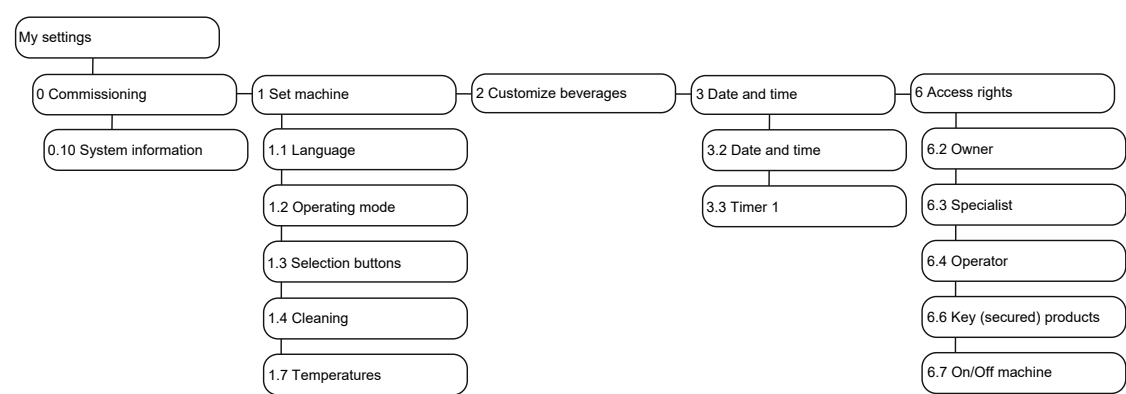 My settings
0 Commissioning
0.10 System information
1 Set machine
1.1 Language
1.2 Operating mode
1.3 Selection buttons
1.4 Cleaning
1.7 Temperatures
2 Customize beverages
3 Date and time
3.2 Date and time
3.3 Timer 1
6 Access rights
6.2 Owner
6.3 Specialist
6.4 Operator
6.6 Key (secured) products
6.7 On/Off machine